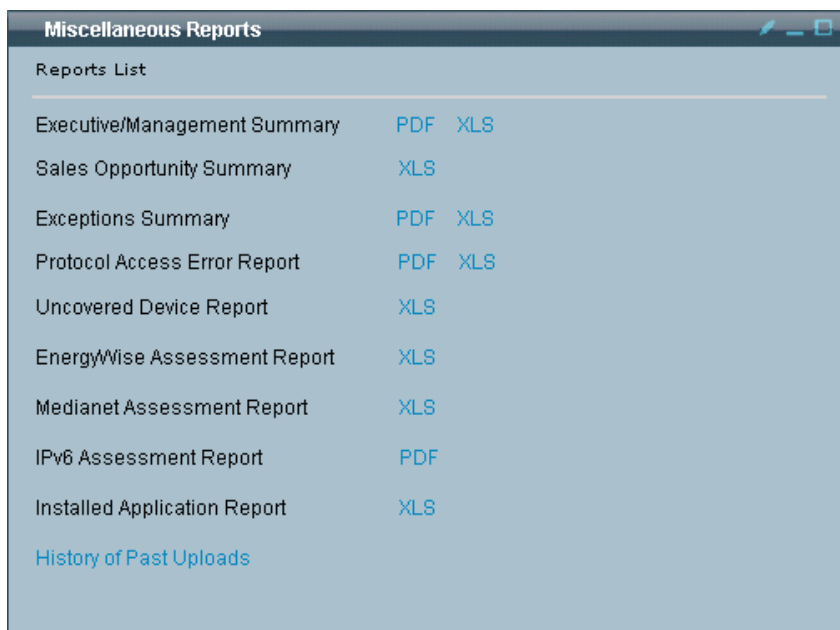 Miscellaneous Reports
Reports List
Executive/Management Summary PDF XLS
Sales Opportunity Summary XLS
Exceptions Summary PDF XLS
Protocol Access Error Report PDF XLS
Uncovered Device Report XLS
EnergyWise Assessment Report XLS
Medianet Assessment Report XLS
IPv6 Assessment Report PDF
Installed Application Report XLS
History of Past Uploads